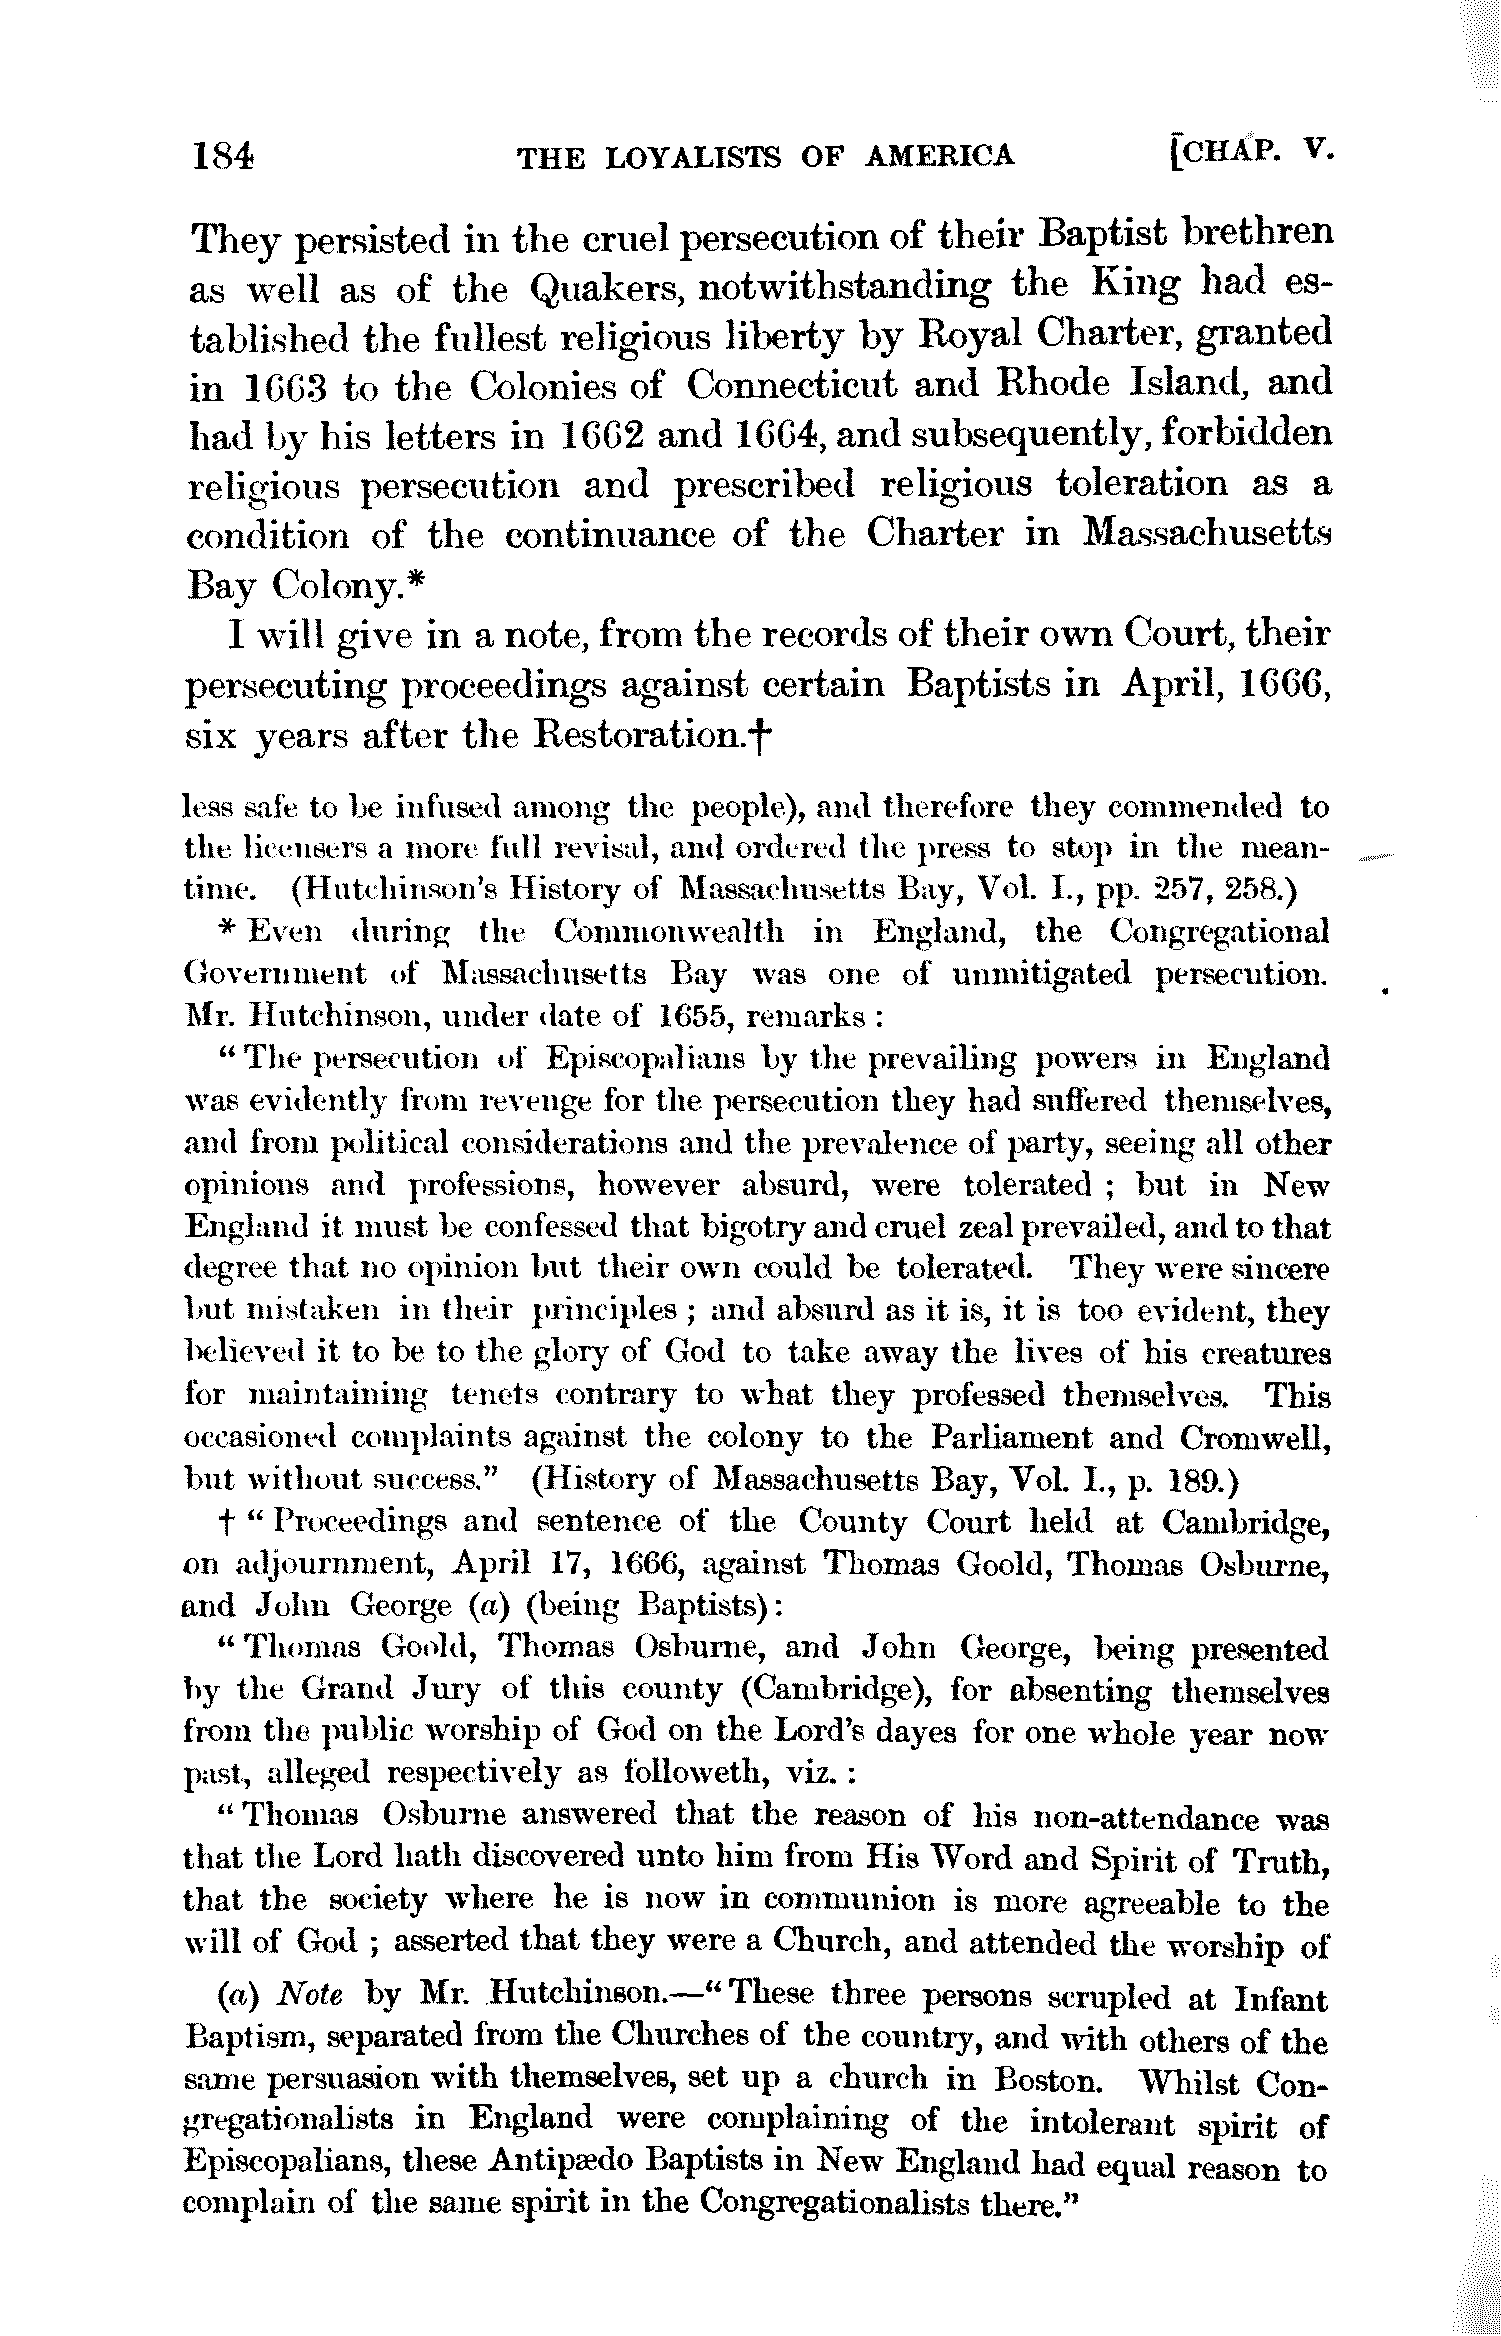 184 THE LOYALISTS OF AMERICA [CHAP. V.
They persisted in the cruel persecution of their Baptist brethren
as well as of the Quakers, notwithstanding the King had es-
tablished the fullest religious liberty by Royal Charter, granted
in 1663 to the Colonies of Connecticut and Rhode Island, and
had by his letters in 1662 and 1664, and subsequently, forbidden
religious persecution and prescribed religious toleration as a
condition of the continuance of the Charter in Massachusetts
Bay Colony.*
I will give in a note, from the records of their own Court, their
persecuting proceedings against certain Baptists in April, 1666,
six years after the Restoration.†
less safe to be infused among the people), and therefore they commended to
the licensers a more full revisal, and ordered the press to stop in the mean-
time. (Hutchinson's History of Massachusetts Bay, Vol. I., pp. 257, 258.)
* Even during the Commonwealth in England, the Congregational
Government of Massachusetts Bay was one of unmitigated persecution.
Mr. Hutchinson, under date of 1655, remarks :
"The persecution of Episcopalians by the prevailing powers in England
was evidently from revenge for the persecution they had suffered themselves,
and from political considerations and the prevalence of party, seeing all other
opinions and professions, however absurd, were tolerated ; but in New
England it must be confessed that bigotry and cruel zeal prevailed, and to that
degree that no opinion but their own could be tolerated. They were sincere
but mistaken in their principles ; and absurd as it is, it is too evident, they
believed it to be to the glory of God to take away the lives of his creatures
for maintaining tenets contrary to what they professed themselves. This
occasioned complaints against the colony to the Parliament and Cromwell,
but without success." (History of Massachusetts Bay, Vol. I., p. 189.)
† "Proceedings and sentence of the County Court held at Cambridge,
on adjournment, April 17, 1666, against Thomas Goold, Thomas Osburne,
and John George (a) (being Baptists) :
"Thomas Goold, Thomas Osburne, and John George, being presented
by the Grand Jury of this county (Cambridge), for absenting themselves
from the public worship of God on the Lord's dayes for one whole year now
past, alleged respectively as followeth, viz. :
"Thomas Osburne answered that the reason of his non-attendance was
that the Lord hath discovered unto him from His Word and Spirit of Truth,
that the society where he is now in communion is more agreeable to the
will of God ; asserted that they were a Church, and attended the worship of
(a) Note by Mr. Hutchinson.—"These three persons scrupled at Infant
Baptism, separated from the Churches of the country, and with others of the
same persuasion with themselves, set up a church in Boston. Whilst Con-
gregationalists in England were complaining of the intolerant spirit of
Episcopalians, these Antipædo Baptists in New England had equal reason to
complain of the same spirit in the Congregationalists there."